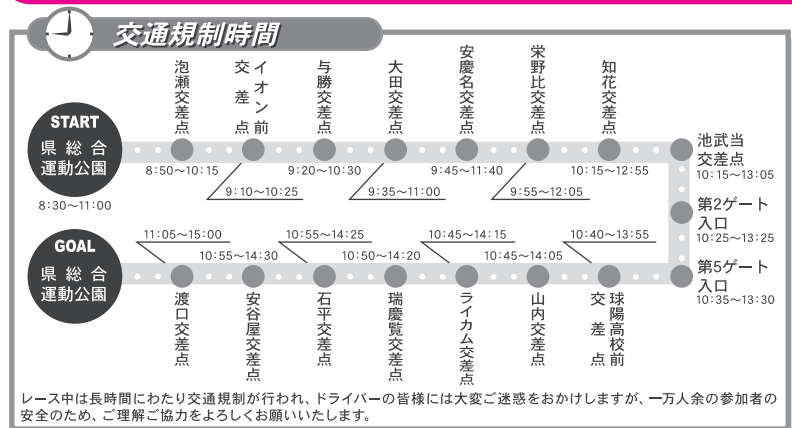 交通規制時間
START
県総合
運動公園
8:30〜11:00
泡瀬交差点
8:50〜10:15
イオン前
交差点
9:10〜10:25
与勝交差点
9:20〜10:30
大田交差点
9:35〜11:00
安慶名交差点
9:45〜11:40
栄野比交差点
9:55〜12:05
知花交差点
10:15〜12:55
池武当
交差点
10:15〜13:05
第2ゲート
入口
10:25〜13:25
第5ゲート
入口
10:35〜13:30
球陽高校前
交差点
10:40〜13:55
山内交差点
10:45〜14:05
ライカム交差点
10:45〜14:15
瑞慶覧交差点
10:50〜14:20
石平交差点
10:55〜14:25
安谷屋交差点
10:55〜14:30
渡口交差点
11:05〜15:00
GOAL
県総合
運動公園
レース中は長時間にわたり交通規制が行われ、ドライバーの皆様には大変ご迷惑をおかけしますが、一万人余の参加者の
安全のため、ご理解ご協力をよろしくお願いいたします。